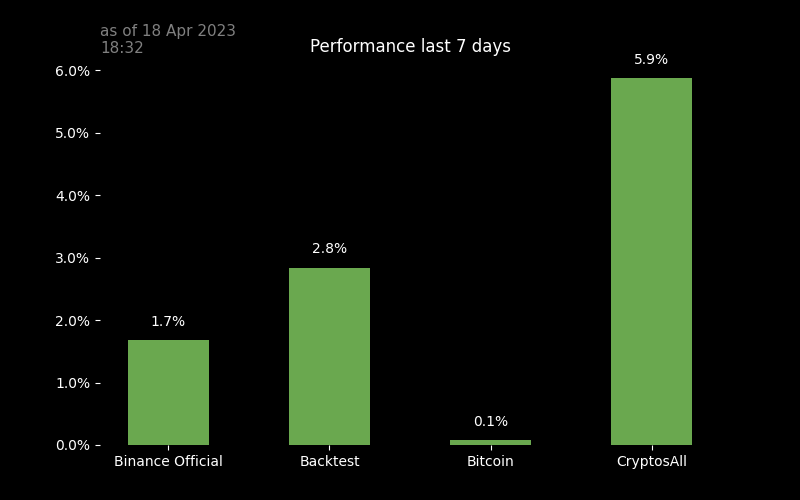 as of 18 Apr 2023
18:32
Performance last 7 days
5.9%
6.0%
5.0%
4.0%
3.0%
2.8%
2.0%
1.7%
1.0%
0.1%
0.0%
Binance Official
Backtest
Bitcoin
CryptosAll